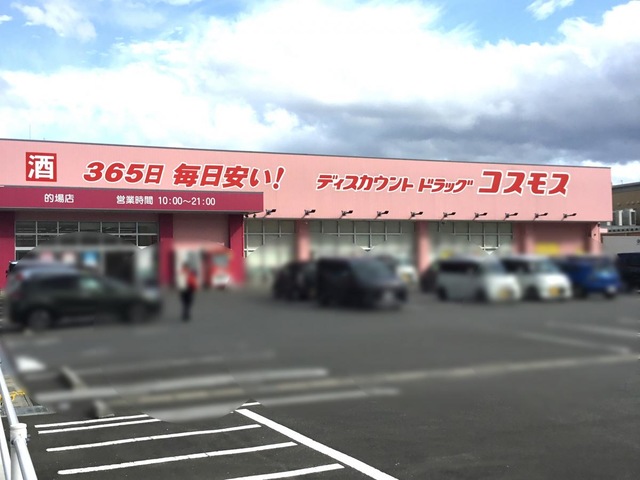 酒 365日 毎日安い! ディスカウント ドラッグ コスモス
的場店 営業時間 10:00〜21:00